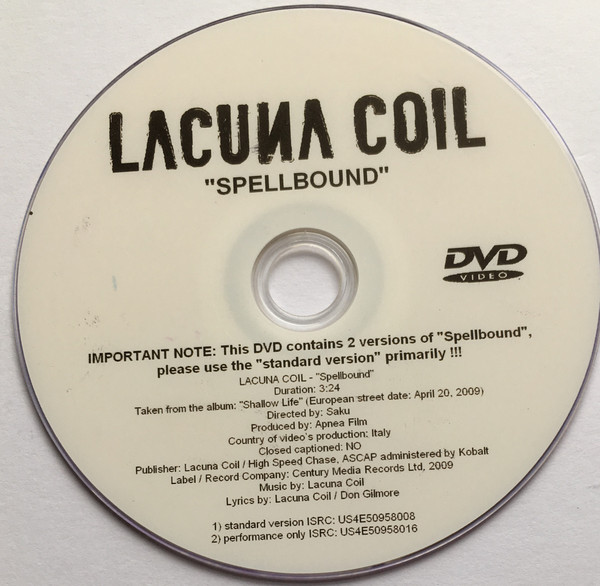 LACUNA COIL
"SPELLBOUND"
DVD
VIDEO
IMPORTANT NOTE: This DVD contains 2 versions of "Spellbound",
please use the "standard version" primarily !!!
LACUNA COIL - "Spellbound"
Duration: 3:24
Taken from the album: "Shallow Life" (European street date: April 20, 2009)
Directed by: Saku
Produced by: Apnea Film
Country of video's production: Italy
Closed captioned: NO
Publisher: Lacuna Coil / High Speed Chase, ASCAP administered by Kobalt
Label / Record Company: Century Media Records Ltd, 2009
Music by: Lacuna Coil
Lyrics by: Lacuna Coil / Don Gilmore
1) standard version ISRC: US4E50958008
2) performance only ISRC: US4E50958016